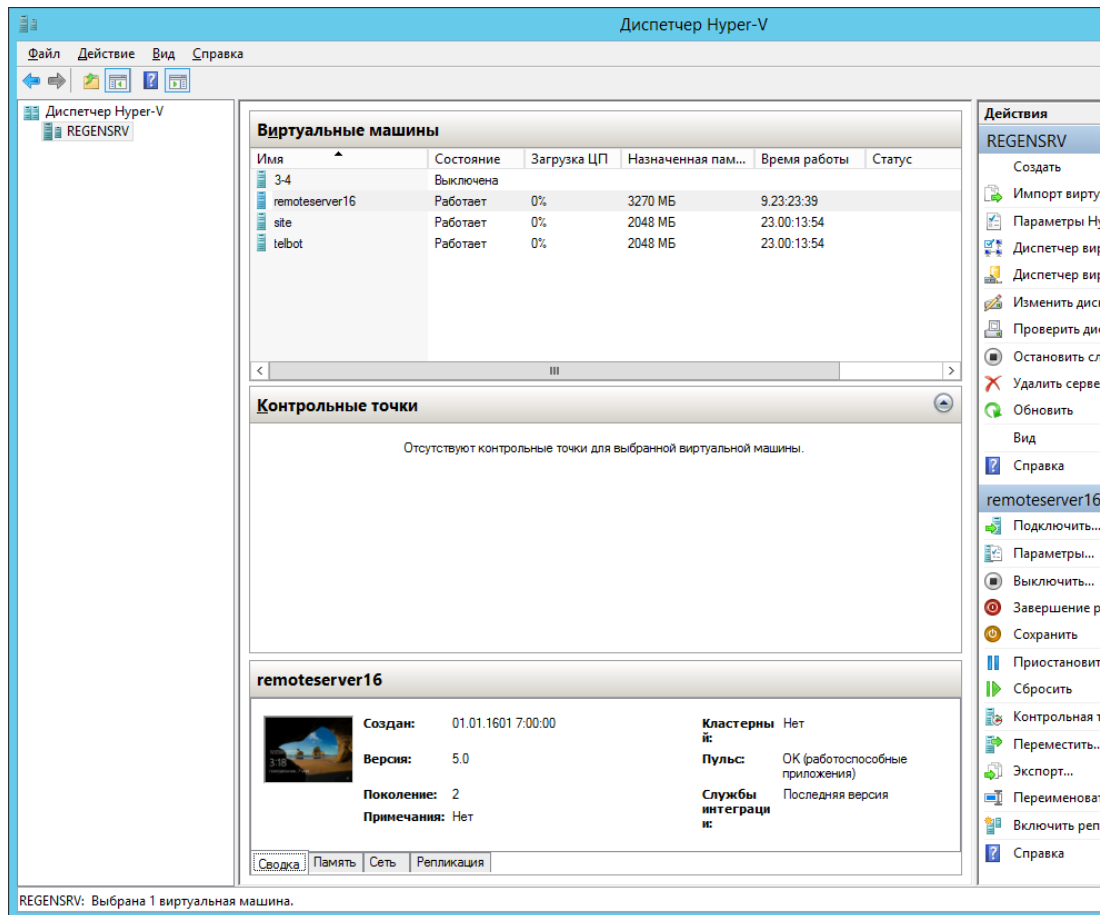 Диспетчер Hyper-V
Файл Действие Вид Справка
Диспетчер Hyper-V
REGENSRV
Виртуальные машины
Имя Состояние Загрузка ЦП Назначенная пам... Время работы Статус
3-4 Выключена
remoteserver16 Работает 0% 3270 МБ 9.23:23:39
site Работает 0% 2048 МБ 23.00:13:54
telbot Работает 0% 2048 МБ 23.00:13:54
Контрольные точки
Отсутствуют контрольные точки для выбранной виртуальной машины.
remoteserver16
Создан: 01.01.1601 7:00:00
Версия: 5.0
Поколение: 2
Примечания: Нет
Кластерны
й:
Нет
Пульс: ОК (работоспособные
приложения)
Службы
интеграци
и:
Последняя версия
3:18
Сводка Память Сеть Репликация
Действия
REGENSRV
Создать
Импорт вирту
Параметры Hy
Диспетчер вир
Диспетчер вир
Изменить диск
Проверить ди
Остановить сл
Удалить серве
Обновить
Вид
Справка
remoteserver16
Подключить...
Параметры...
Выключить...
Завершение р
Сохранить
Приостановит
Сбросить
Контрольная т
Переместить...
Экспорт...
Переименоват
Включить реп
Справка
REGENSRV: Выбрана 1 виртуальная машина.